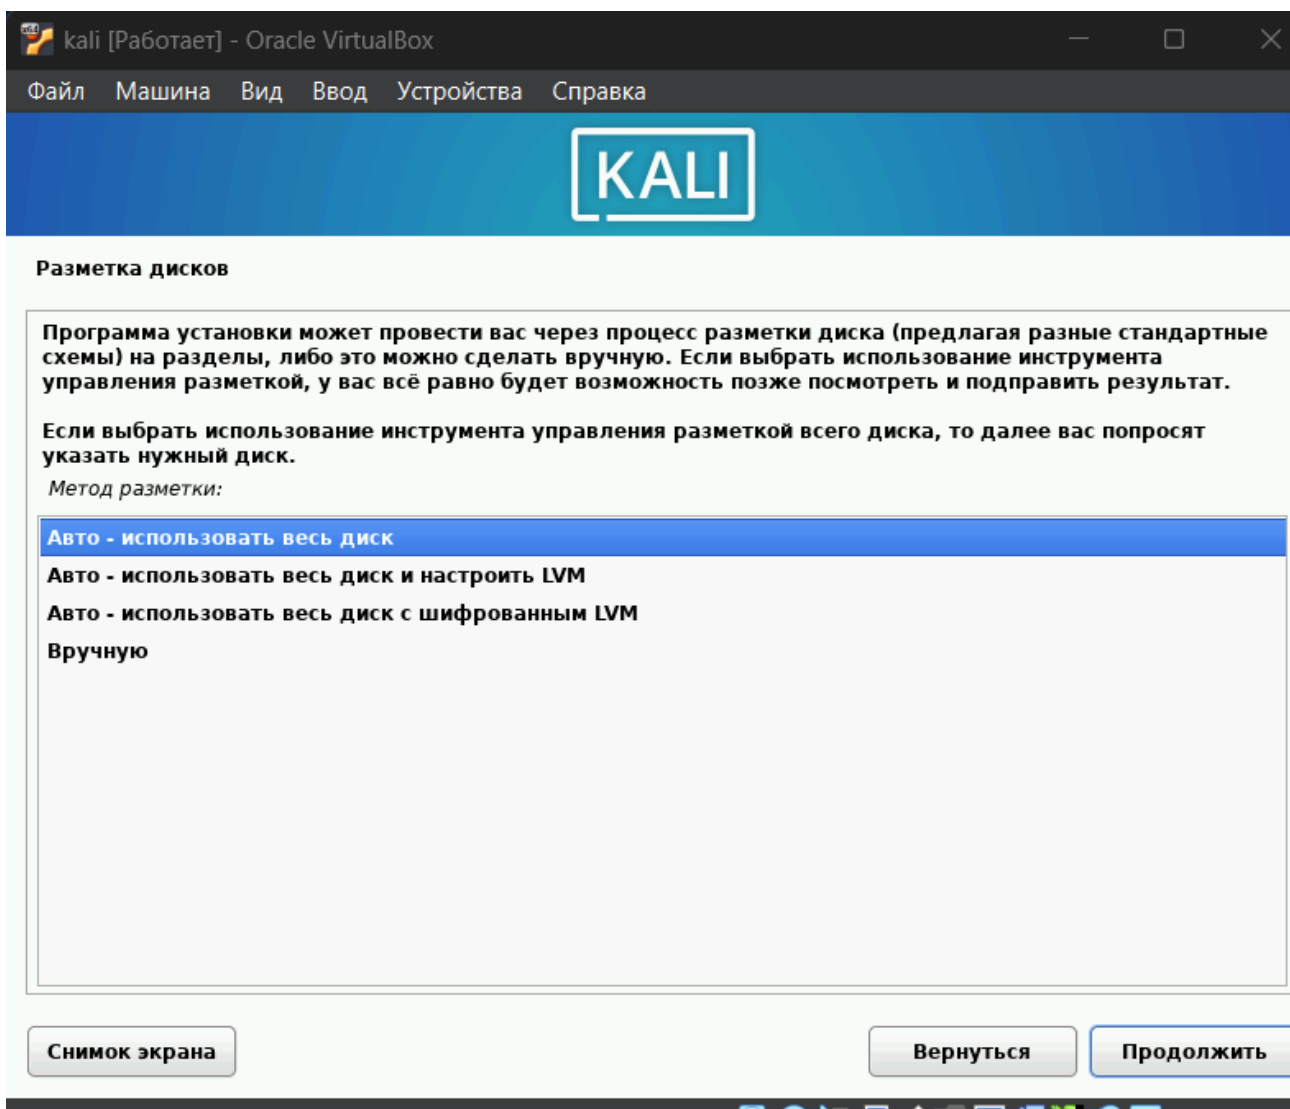 kali [Работает] - Oracle VirtualBox
Файл Машина Вид Ввод Устройства Справка
KALI
Разметка дисков
Программа установки может провести вас через процесс разметки диска (предлагая разные стандартные
схемы) на разделы, либо это можно сделать вручную. Если выбрать использование инструмента
управления разметкой, у вас всё равно будет возможность позже посмотреть и подправить результат.
Если выбрать использование инструмента управления разметкой всего диска, то далее вас попросят
указать нужный диск.
Метод разметки:
Авто - использовать весь диск
Авто - использовать весь диск и настроить LVM
Авто - использовать весь диск с шифрованным LVM
Вручную
Снимок экрана Вернуться Продолжить